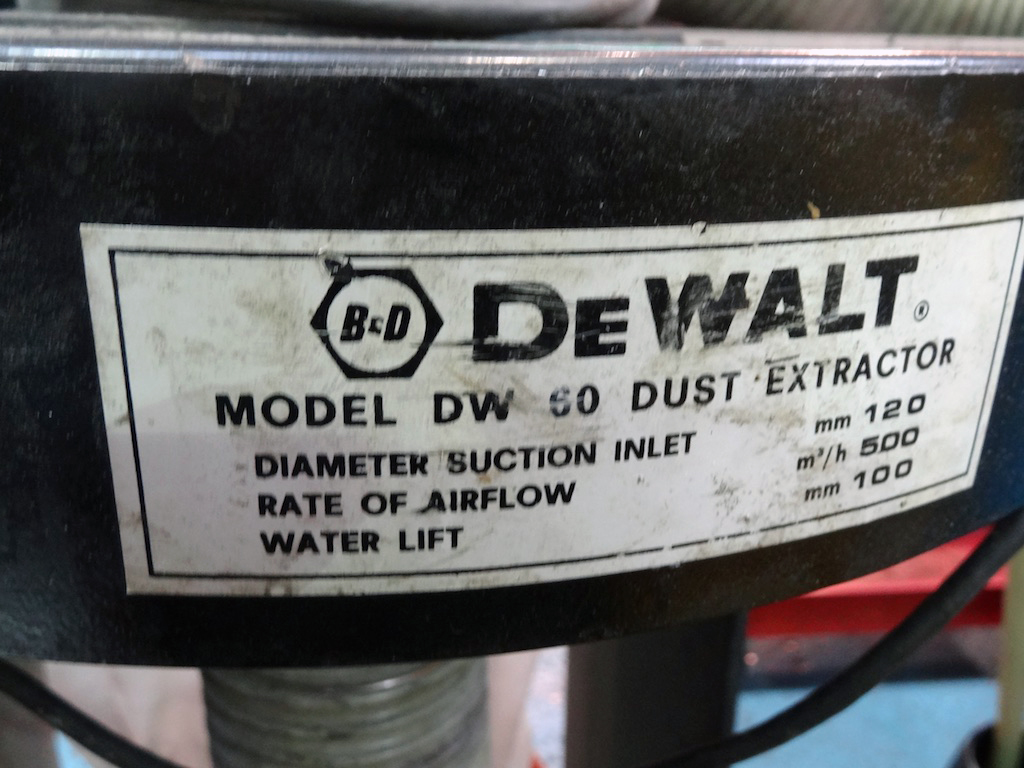 B&D DeWALT®
MODEL DW 60 DUST EXTRACTOR
DIAMETER SUCTION INLET mm 120
RATE OF AIRFLOW m³/h 500
WATER LIFT mm 100